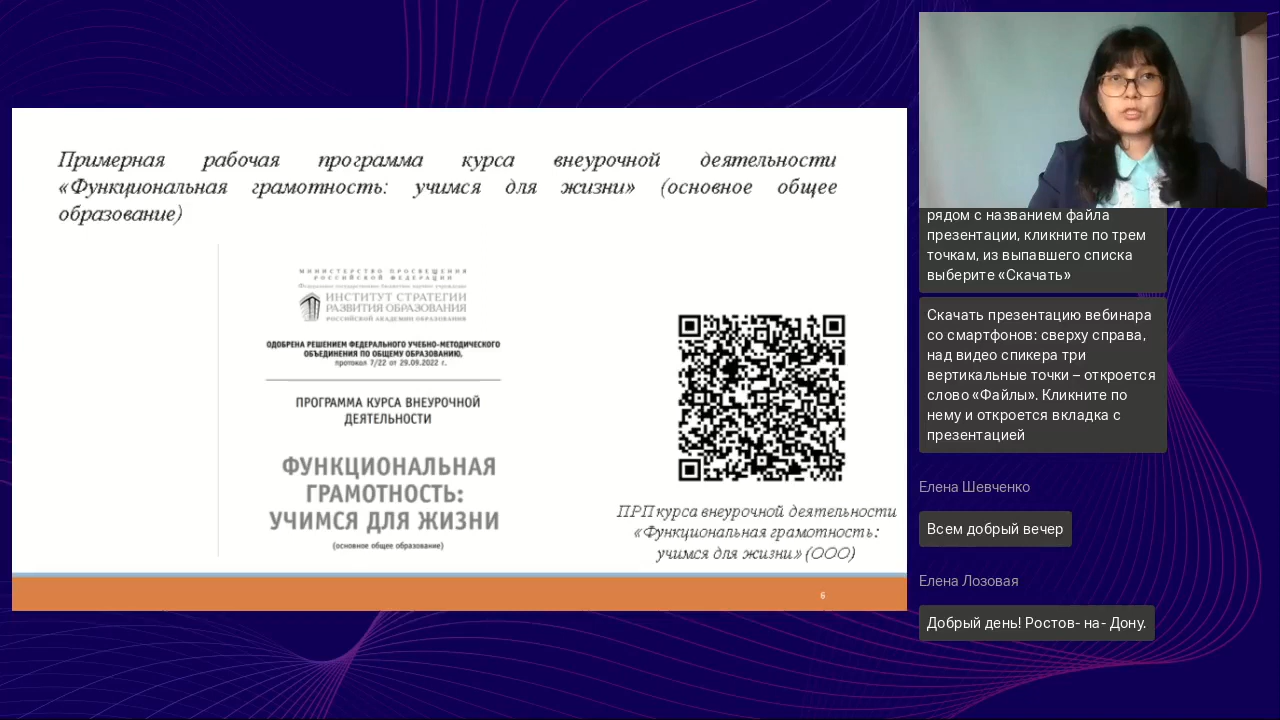 Примерная рабочая программа курса внеурочной деятельности
«Функциональная грамотность: учимся для жизни» (основное общее
образование)
МИНИСТЕРСТВО ПРОСВЕЩЕНИЯ
РОССИЙСКОЙ ФЕДЕРАЦИИ
Федеральное государственное бюджетное научное учреждение
ИНСТИТУТ СТРАТЕГИИ
РАЗВИТИЯ ОБРАЗОВАНИЯ
РОССИЙСКОЙ АКАДЕМИИ ОБРАЗОВАНИЯ
ОДОБРЕНА РЕШЕНИЕМ ФЕДЕРАЛЬНОГО УЧЕБНО-МЕТОДИЧЕСКОГО
ОБЪЕДИНЕНИЯ ПО ОБЩЕМУ ОБРАЗОВАНИЮ,
протокол 7/22 от 29.09.2022 г.
ПРОГРАММА КУРСА ВНЕУРОЧНОЙ
ДЕЯТЕЛЬНОСТИ
ФУНКЦИОНАЛЬНАЯ
ГРАМОТНОСТЬ:
УЧИМСЯ ДЛЯ ЖИЗНИ
(основное общее образование)
ПРП курса внеурочной деятельности
«Функциональная грамотность:
учимся для жизни» (ООО)
6
рядом с названием файла
презентации, кликните по трем
точкам, из выпавшего списка
выберите «Скачать»
Скачать презентацию вебинара
со смартфонов: сверху справа,
над видео спикера три
вертикальные точки – откроется
слово «Файлы». Кликните по
нему и откроется вкладка с
презентацией
Елена Шевченко
Всем добрый вечер
Елена Лозовая
Добрый день! Ростов- на- Дону.